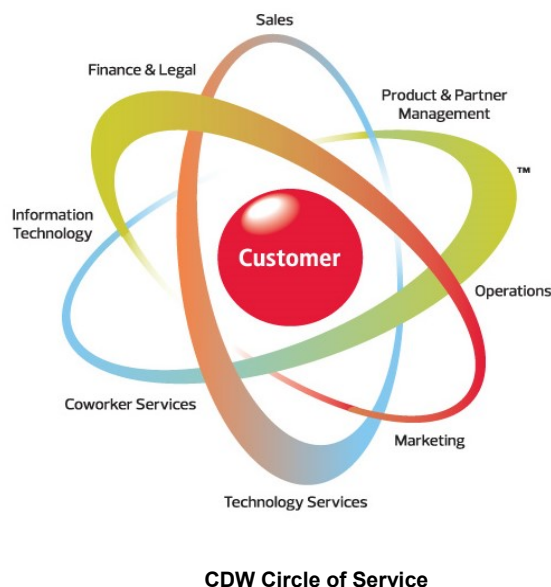 Sales
Finance & Legal
Product & Partner
Management
™
Information
Technology
Customer
Operations
Coworker Services
Marketing
Technology Services
CDW Circle of Service